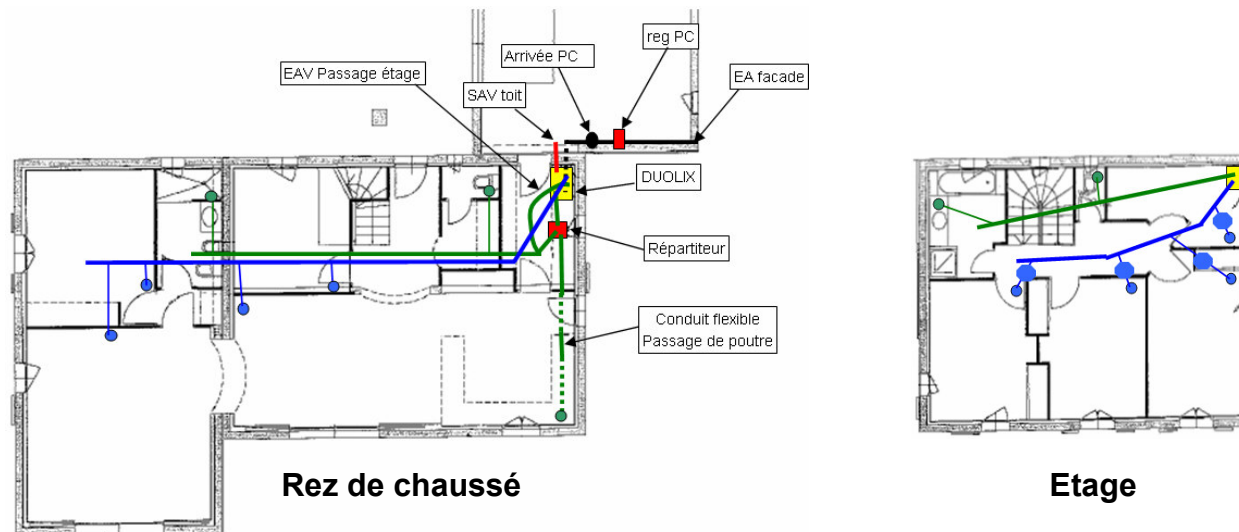 reg PC
Arrivée PC
EAV Passage étage
EA facade
SAV toit
DUOLIX
Répartiteur
Conduit flexible
Passage de poutre
Rez de chaussé
Etage